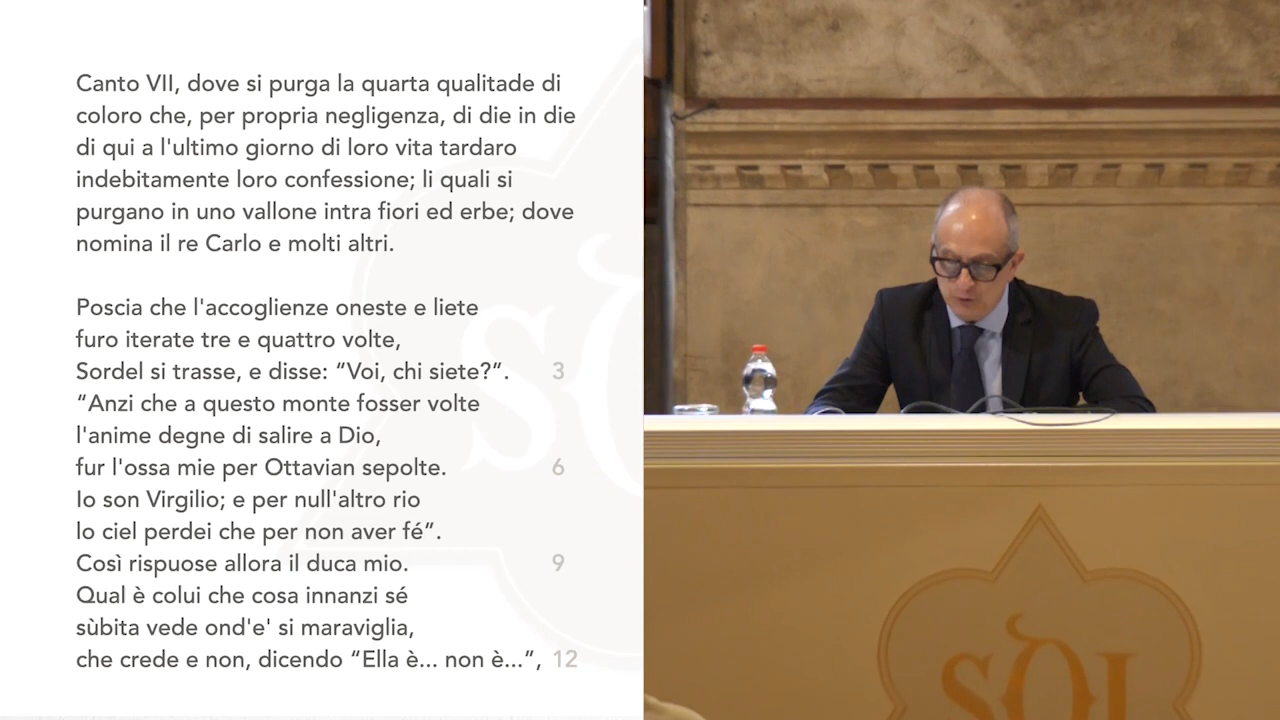 Canto VII, dove si purga la quarta qualitade di
coloro che, per propria negligenza, di die in die
di qui a l'ultimo giorno di loro vita tardaro
indebitamente loro confessione; li quali si
purgano in uno vallone intra fiori ed erbe; dove
nomina il re Carlo e molti altri.
Poscia che l'accoglienze oneste e liete
furo iterate tre e quattro volte,
Sordel si trasse, e disse: “Voi, chi siete?”. 3
“Anzi che a questo monte fosser volte
l'anime degne di salire a Dio,
fur l'ossa mie per Ottavian sepolte. 6
Io son Virgilio; e per null'altro rio
lo ciel perdei che per non aver fé”.
Così rispuose allora il duca mio. 9
Qual è colui che cosa innanzi sé
sùbita vede ond'e' si maraviglia,
che crede e non, dicendo “Ella è... non è...”, 12
SQI